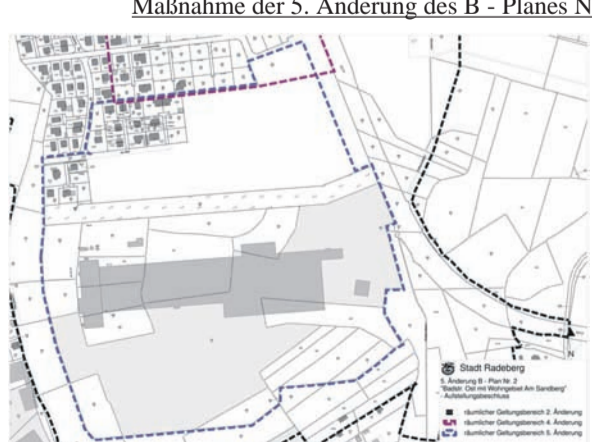 Maßnahme der 5. Änderung des B - Planes N
Stadt Radeberg
5. Änderung B - Plan Nr. 2
"Badstr. Ost mit Wohngebiet Am Sandberg"
- Aufstellungsbeschluss
räumlicher Geltungsbereich 2. Änderung
räumlicher Geltungsbereich 4. Änderung
räumlicher Geltungsbereich 5. Änderung
N